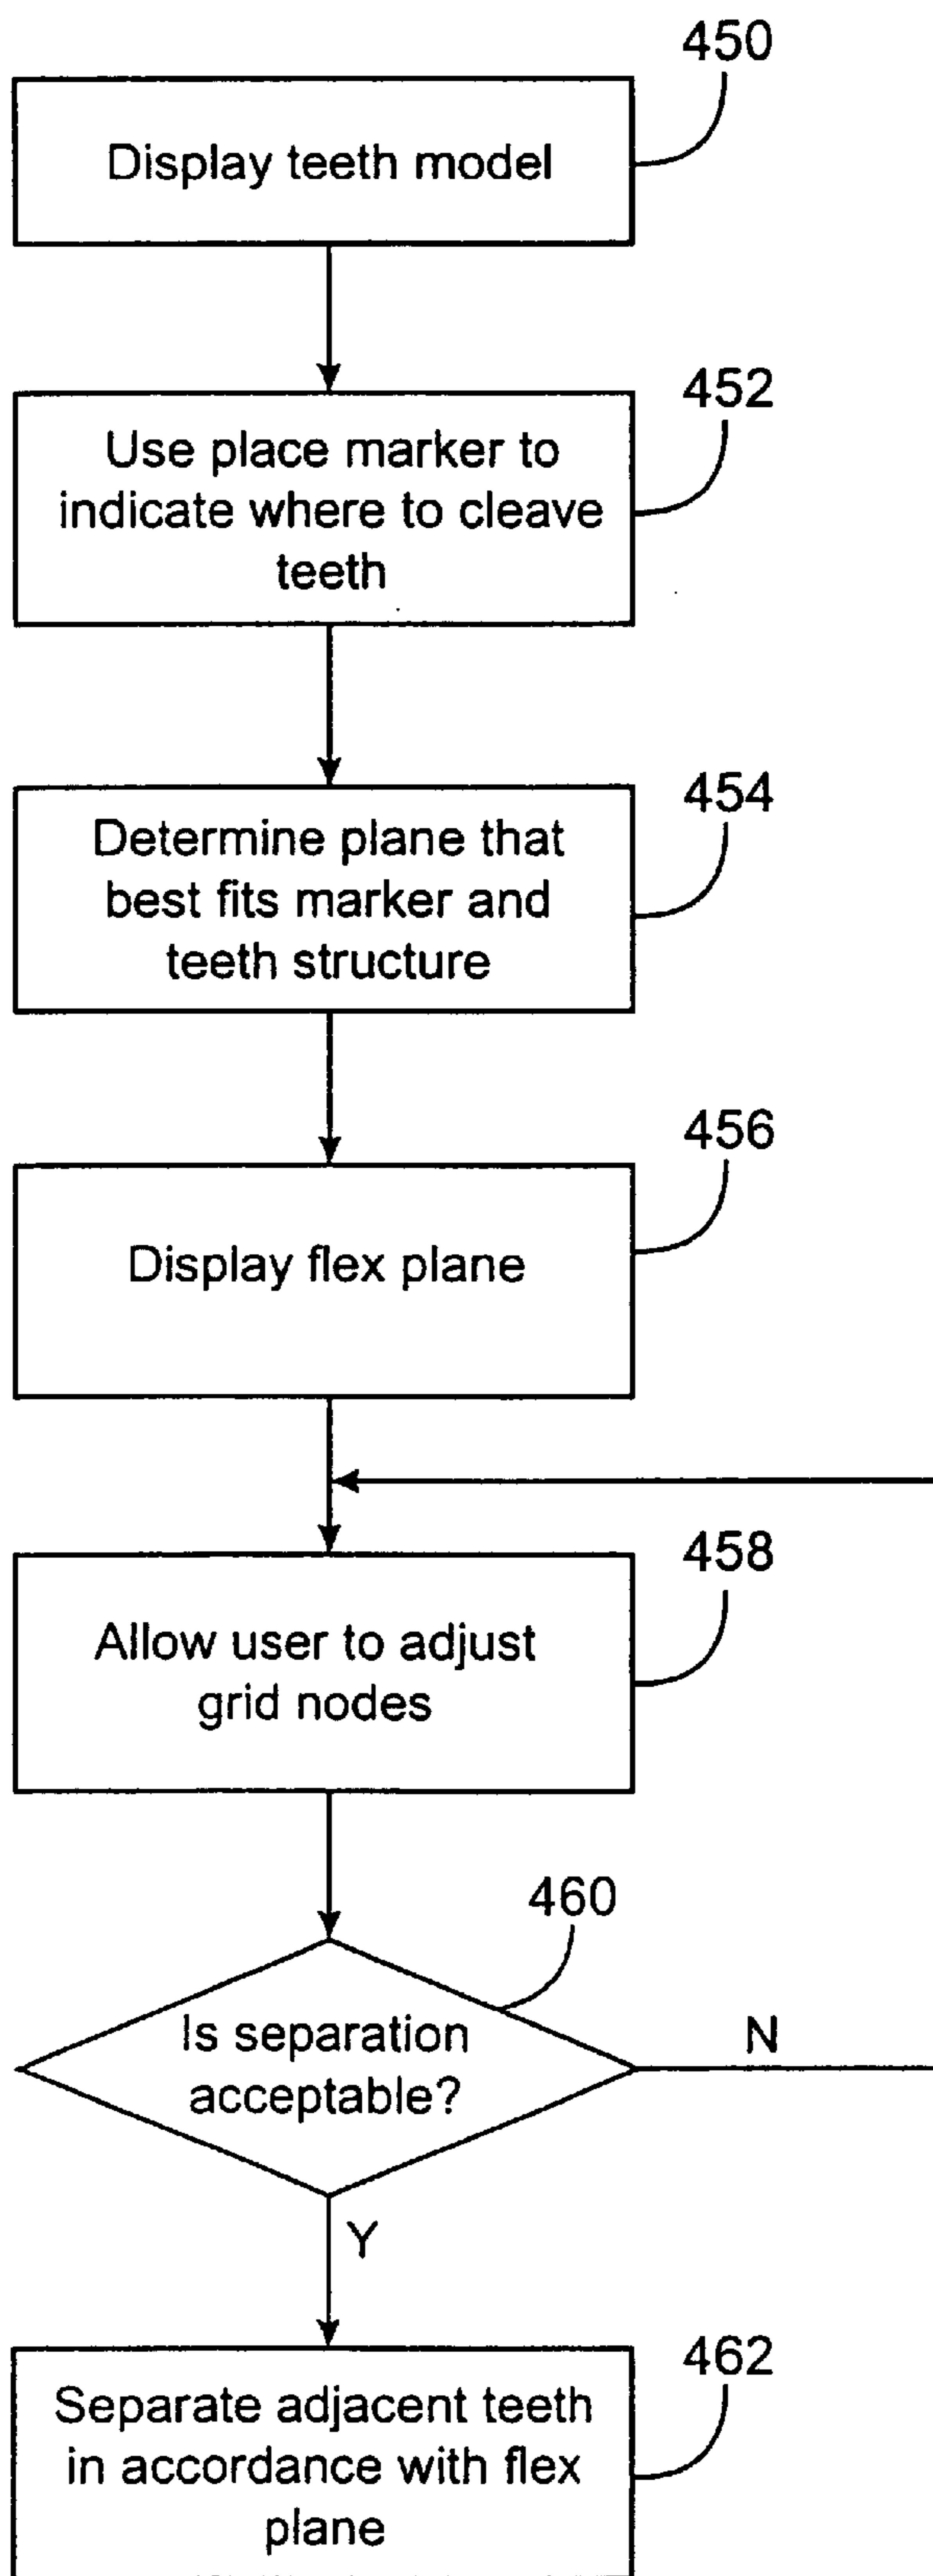 450
Display teeth model
452
Use place marker to
indicate where to cleave
teeth
454
Determine plane that
best fits marker and
teeth structure
456
Display flex plane
458
Allow user to adjust
grid nodes
460
Is separation
acceptable?
N
Y
462
Separate adjacent teeth
in accordance with flex
plane